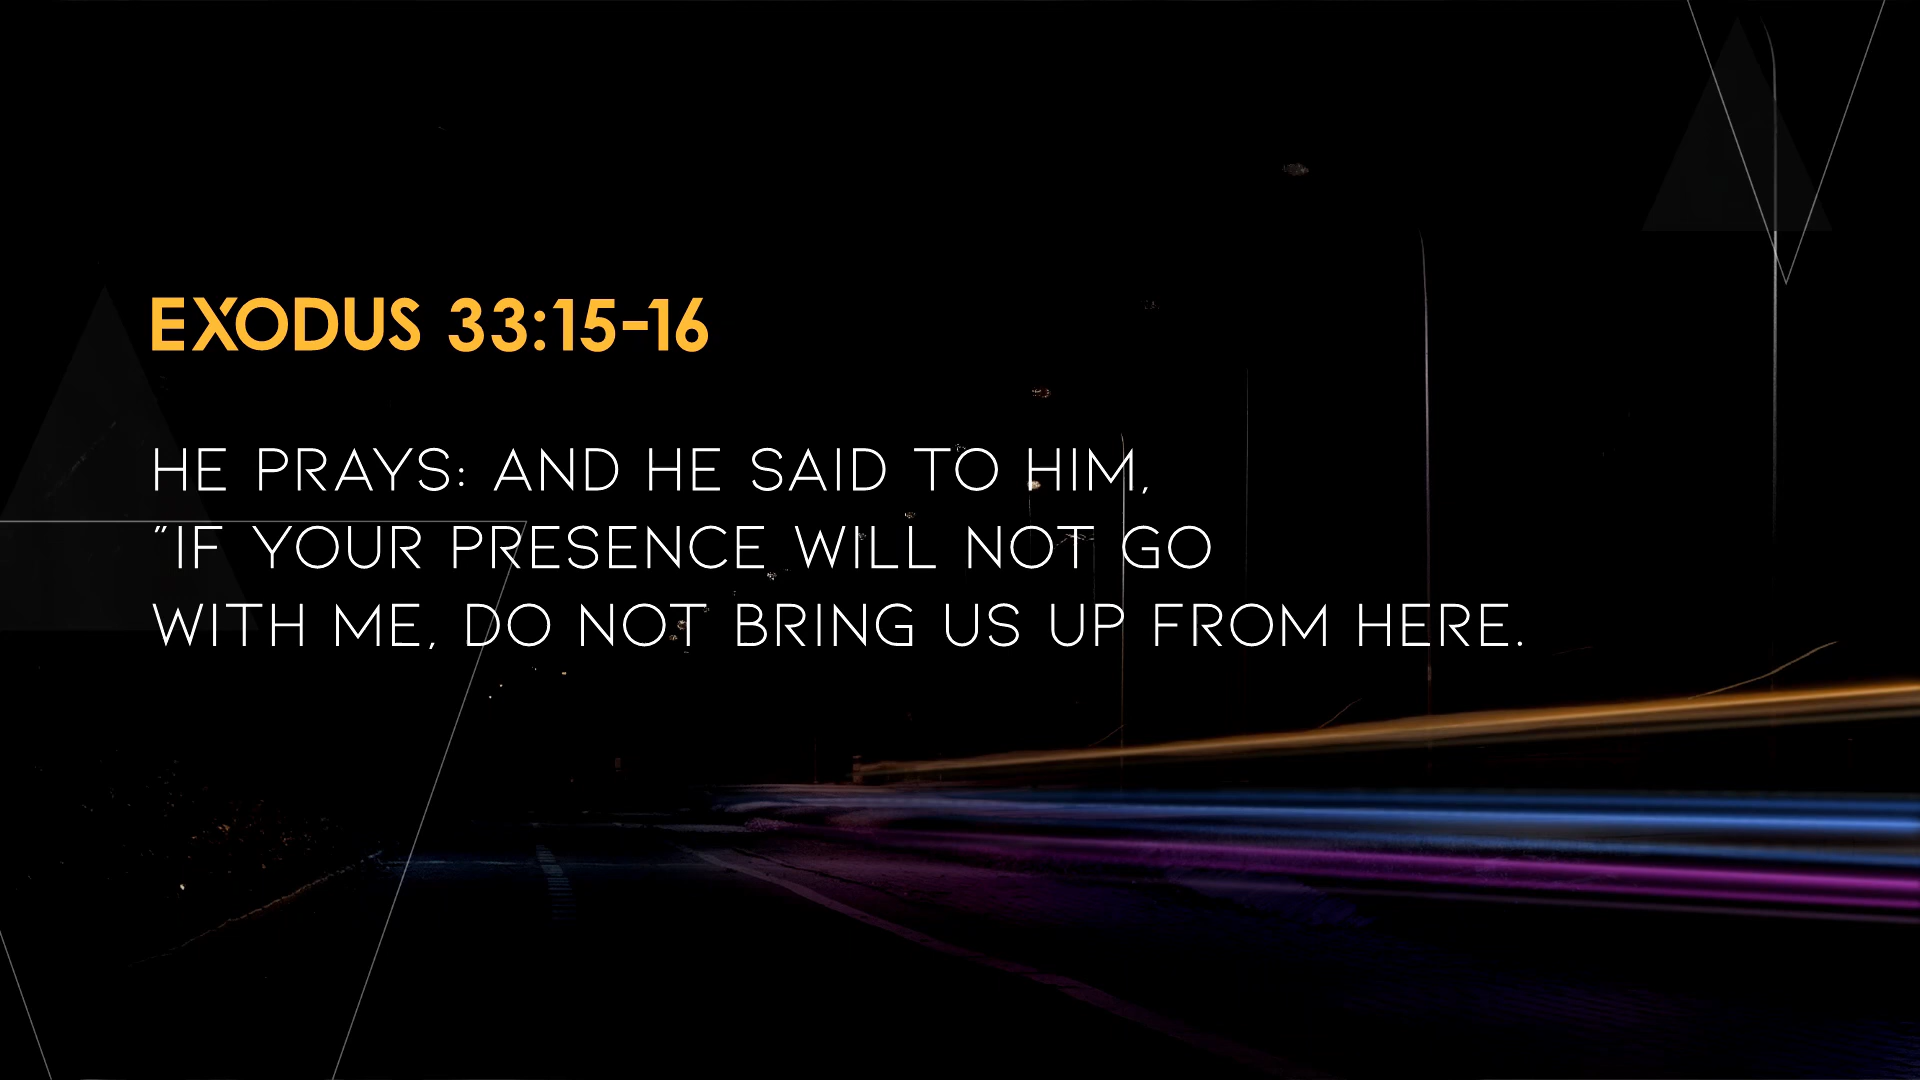 EXODUS 33:15-16
HE PRAYS: AND HE SAID TO HIM,
"IF YOUR PRESENCE WILL NOT GO
WITH ME, DO NOT BRING US UP FROM HERE.